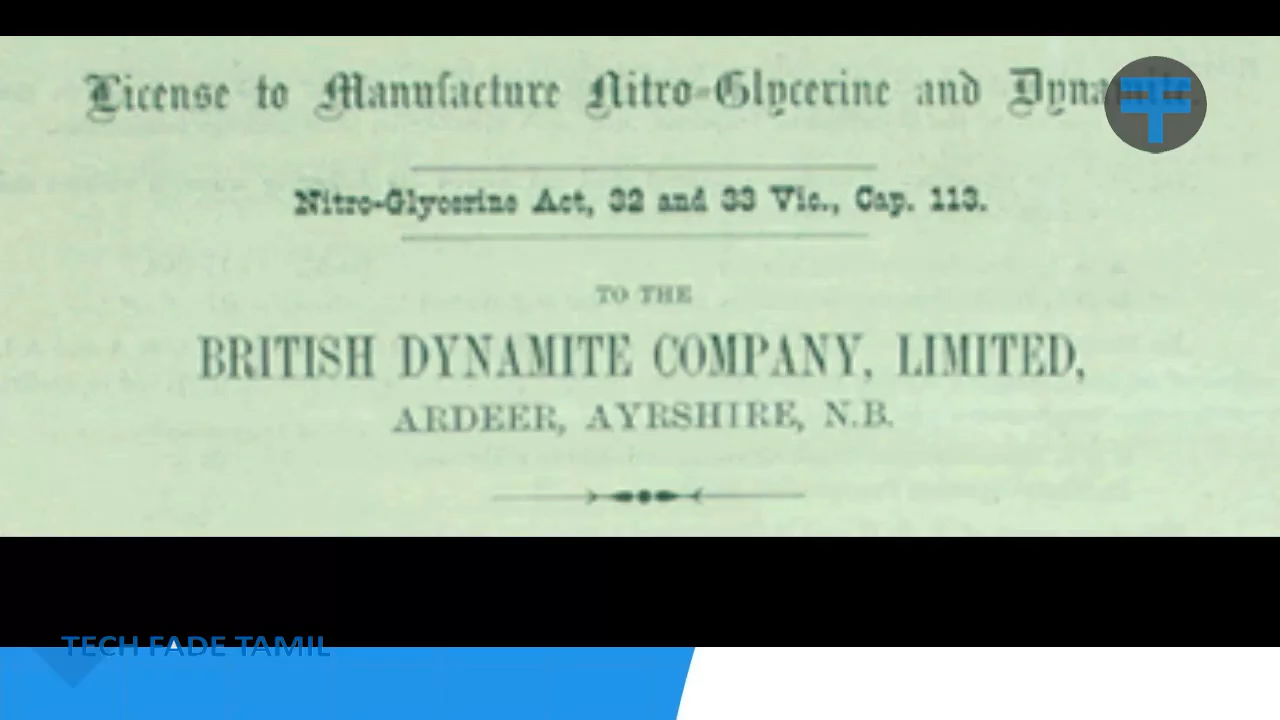 License to Manufacture Nitro-Glycerine and Dynamite.
Nitro-Glycerine Act, 32 and 33 Vic., Cap. 113.
TO THE
BRITISH DYNAMITE COMPANY, LIMITED,
ARDEER, AYRSHIRE, N.B.
TECH FADE TAMIL